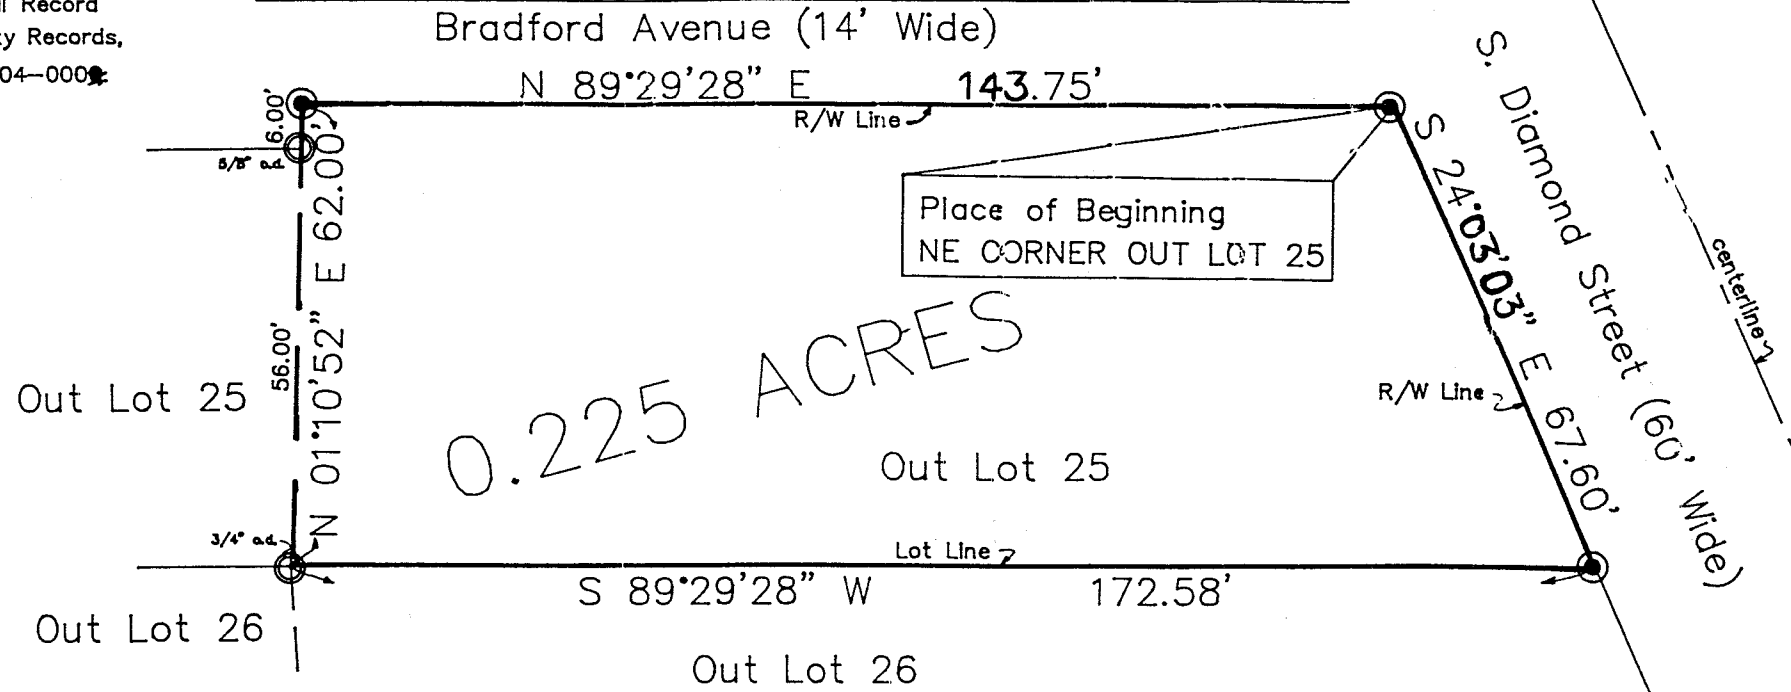 Record
y Records,
04-000
Bradford Avenue (14' Wide)
N 89°29'28" E 143.75'
R/W Line
6.00'
5/8" o.d.
N 01°10'52" E 62.00'
56.00'
Place of Beginning
NE CORNER OUT LOT 25
S 24°03'03" E 67.60'
S. Diamond Street (60' Wide)
centerline
R/W Line
Out Lot 25
0.225 ACRES
Out Lot 25
3/4" o.d.
Lot Line
S 89°29'28" W 172.58'
Out Lot 26
Out Lot 26